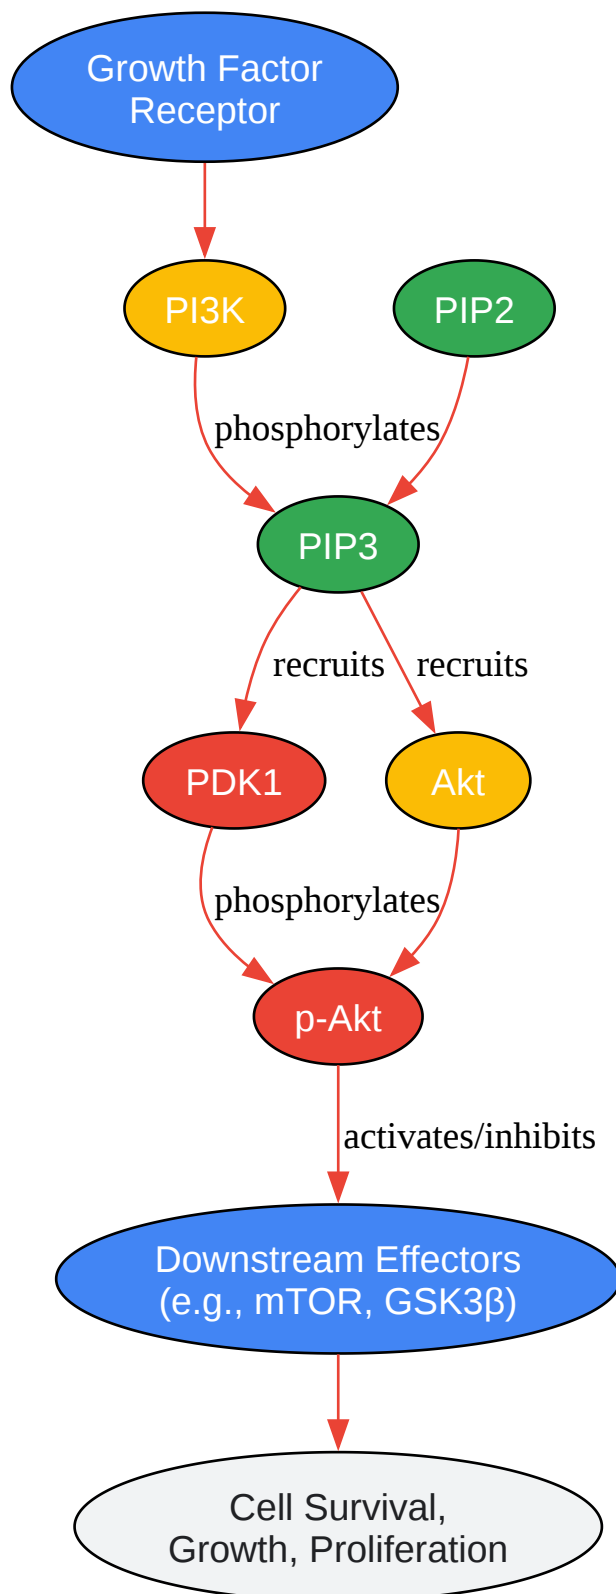 Growth Factor
Receptor
PI3K
PIP2
phosphorylates
PIP3
recruits
recruits
PDK1
Akt
phosphorylates
p-Akt
activates/inhibits
Downstream Effectors
(e.g., mTOR, GSK3β)
Cell Survival,
Growth, Proliferation